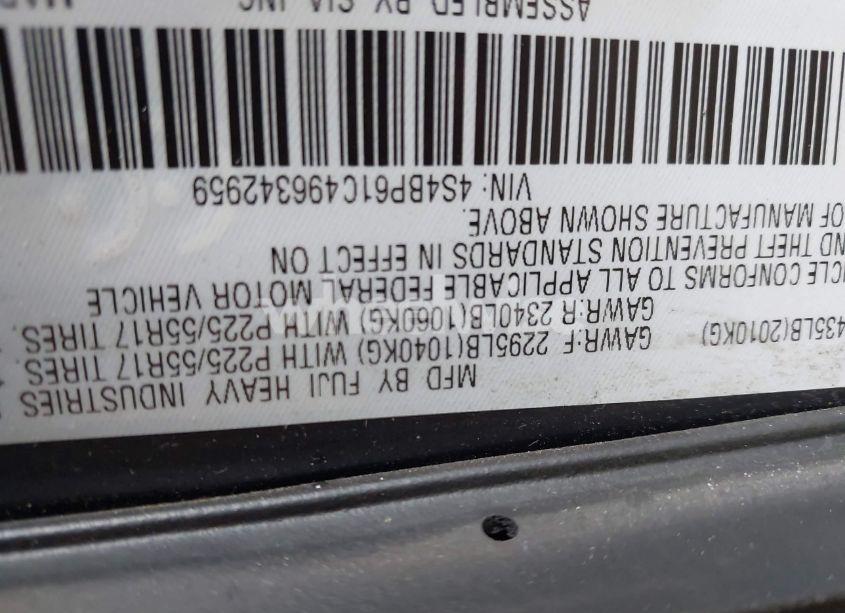 MFD BY FUJI HEAVY INDUSTRIES
GAWR:F 2295LB(1040KG) WITH P225/55R17 TIRES.
435LB(2010KG) GAWR:R 2340LB(1060KG) WITH P225/55R17 TIRES.
ICLE CONFORMS TO ALL APPLICABLE FEDERAL MOTOR VEHICLE
ND THEFT PREVENTION STANDARDS IN EFFECT ON
OF MANUFACTURE SHOWN ABOVE.
VIN: 4S4BP61C496342959
ASSEMBLED BY SIA INC